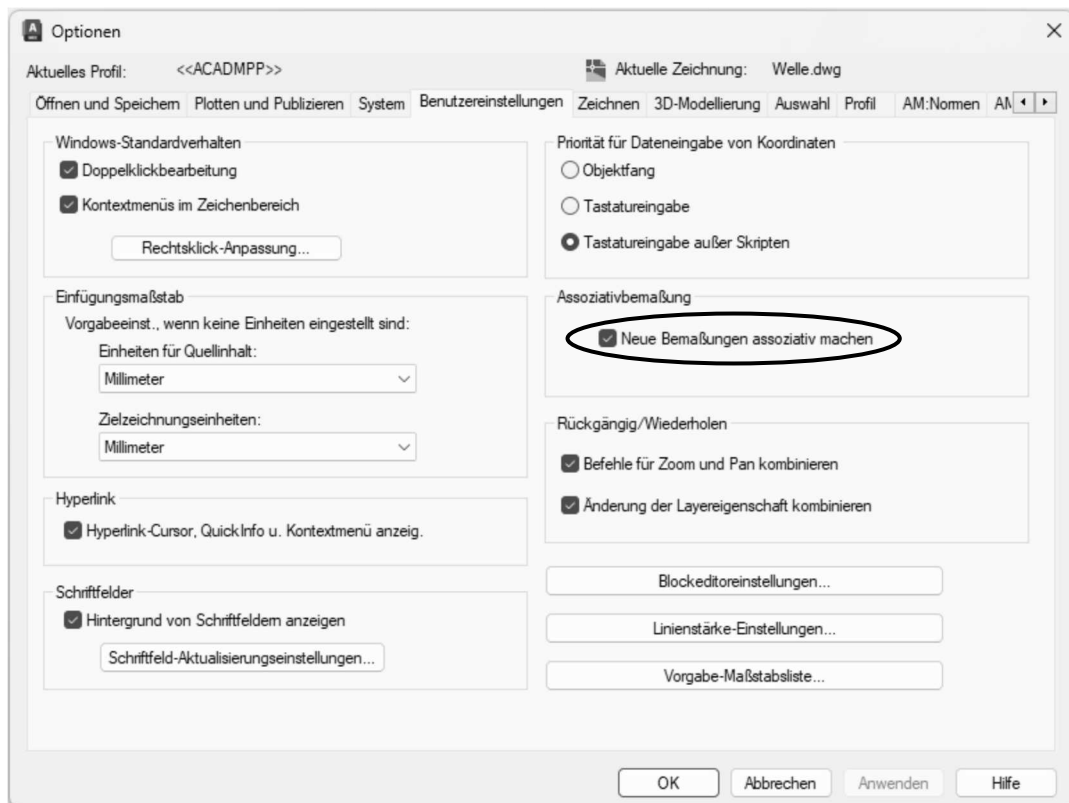 Optionen
Aktuelles Profil: <<ACADMPP>> Aktuelle Zeichnung: Welle.dwg
Öffnen und Speichern Plotten und Publizieren System Benutzereinstellungen Zeichnen 3D-Modellierung Auswahl Profil AM:Normen AM
Windows-Standardverhalten
Doppelklickbearbeitung
Kontextmenüs im Zeichenbereich
Rechtsklick-Anpassung...
Einfügungsmaßstab
Vorgabeeinst., wenn keine Einheiten eingestellt sind:
Einheiten für Quellinhalt:
Millimeter
Zielzeichnungseinheiten:
Millimeter
Hyperlink
Hyperlink-Cursor, QuickInfo u. Kontextmenü anzeig.
Schriftfelder
Hintergrund von Schriftfeldern anzeigen
Schriftfeld-Aktualisierungseinstellungen...
Priorität für Dateneingabe von Koordinaten
Objektfang
Tastatureingabe
Tastatureingabe außer Skripten
Assoziativbemaßung
Neue Bemaßungen assoziativ machen
Rückgängig/Wiederholen
Befehle für Zoom und Pan kombinieren
Änderung der Layereigenschaft kombinieren
Blockeditoreinstellungen...
Linienstärke-Einstellungen...
Vorgabe-Maßstabsliste...
OK Abbrechen Anwenden Hilfe